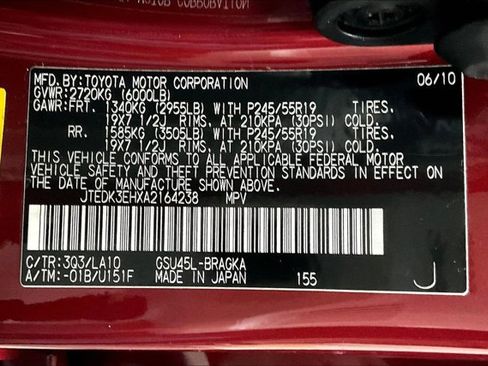 MFD.BY:TOYOTA MOTOR CORPORATION 06/10
GVWR:2720KG (6000LB)
GAWR:FRT. 1340KG (2955LB) WITH P245/55R19 TIRES.
19X7 1/2J RIMS, AT 210KPA (30PSI) COLD.
RR. 1585KG (3505LB) WITH P245/55R19 TIRES.
19X7 1/2J RIMS, AT 210KPA (30PSI) COLD.
THIS VEHICLE CONFORMS TO ALL APPLICABLE FEDERAL MOTOR
VEHICLE SAFETY AND THEFT PREVENTION STANDARDS IN EFFECT ON
THE DATE OF MANUFACTURE SHOWN ABOVE.
JTEDK3EHXA2164238 MPV
C/TR:3Q3/LA10 GSU45L-BRAGKA
A/TM:-01B/U151F MADE IN JAPAN 155 J